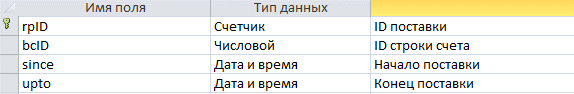 Имя поля Тип данных
rpID Счетчик ID поставки
bcID Числовой ID строки счета
since Дата и время Начало поставки
upto Дата и время Конец поставки